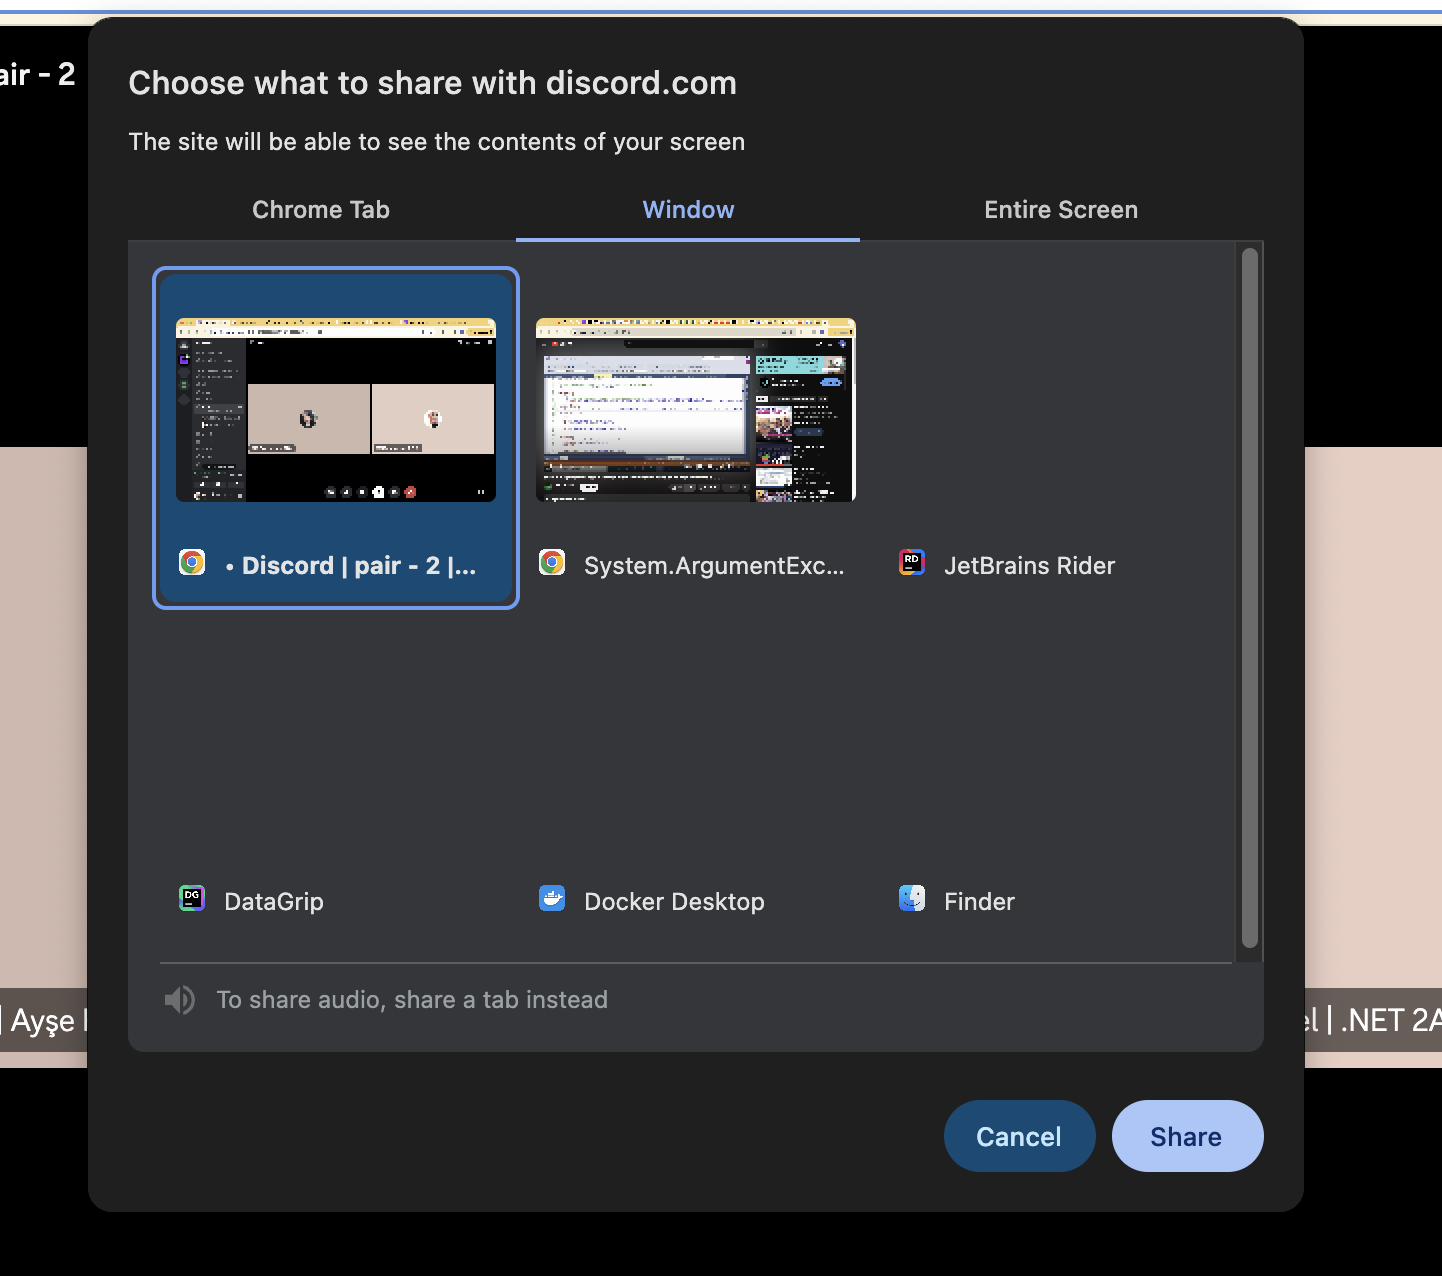 air - 2
Choose what to share with discord.com
The site will be able to see the contents of your screen
Chrome Tab
Window
Entire Screen
• Discord | pair - 2 |...
System.ArgumentExc...
RD
JetBrains Rider
DG
DataGrip
Docker Desktop
Finder
To share audio, share a tab instead
| Ayşe
el | .NET 2A
Cancel
Share